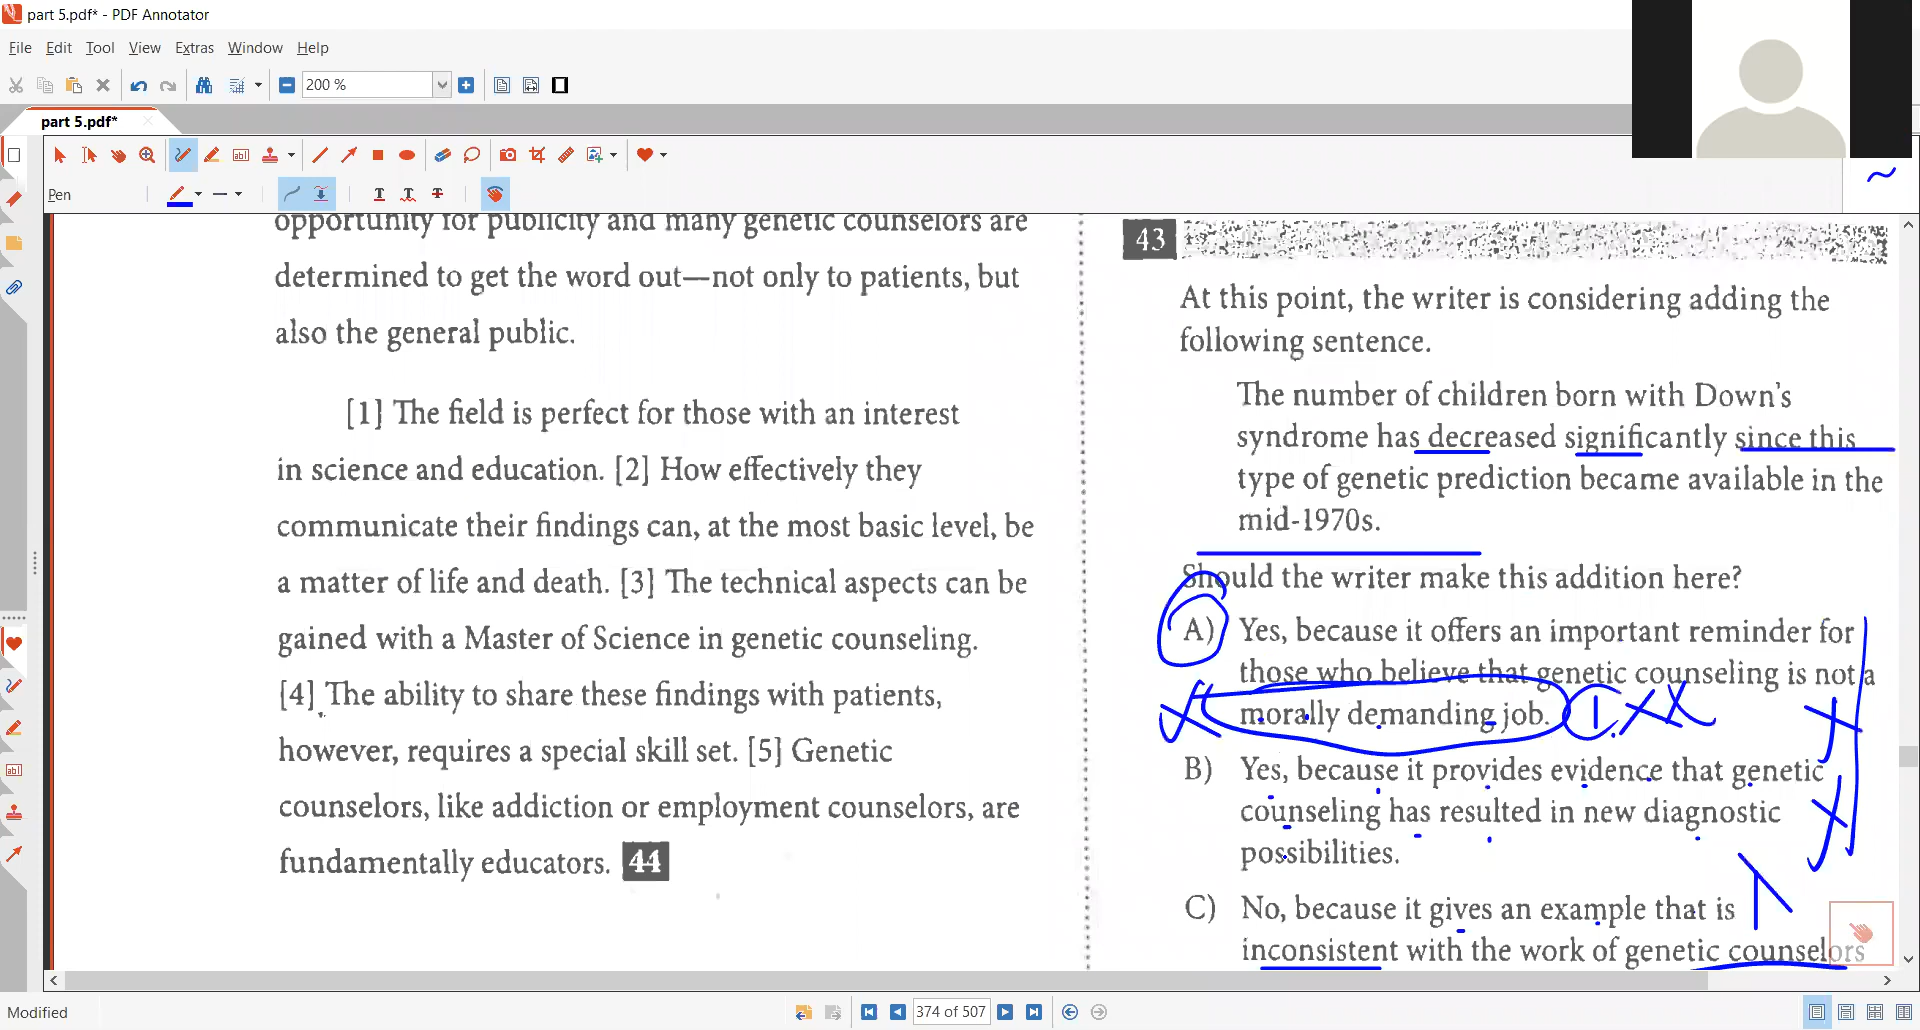 part 5.pdf* - PDF Annotator
File Edit Tool View Extras Window Help
200 %
part 5.pdf*
Pen
opportunity for publicity and many genetic counselors are
determined to get the word out—not only to patients, but
also the general public.
[1] The field is perfect for those with an interest
in science and education. [2] How effectively they
communicate their findings can, at the most basic level, be
a matter of life and death. [3] The technical aspects can be
gained with a Master of Science in genetic counseling.
[4] The ability to share these findings with patients,
however, requires a special skill set. [5] Genetic
counselors, like addiction or employment counselors, are
fundamentally educators. 44
43
At this point, the writer is considering adding the
following sentence.
The number of children born with Down's
syndrome has decreased significantly since this
type of genetic prediction became available in the
mid-1970s.
Should the writer make this addition here?
A) Yes, because it offers an important reminder for
those who believe that genetic counseling is not a
morally demanding job.
B) Yes, because it provides evidence that genetic
counseling has resulted in new diagnostic
possibilities.
C) No, because it gives an example that is
inconsistent with the work of genetic counselors
Modified
374 of 507